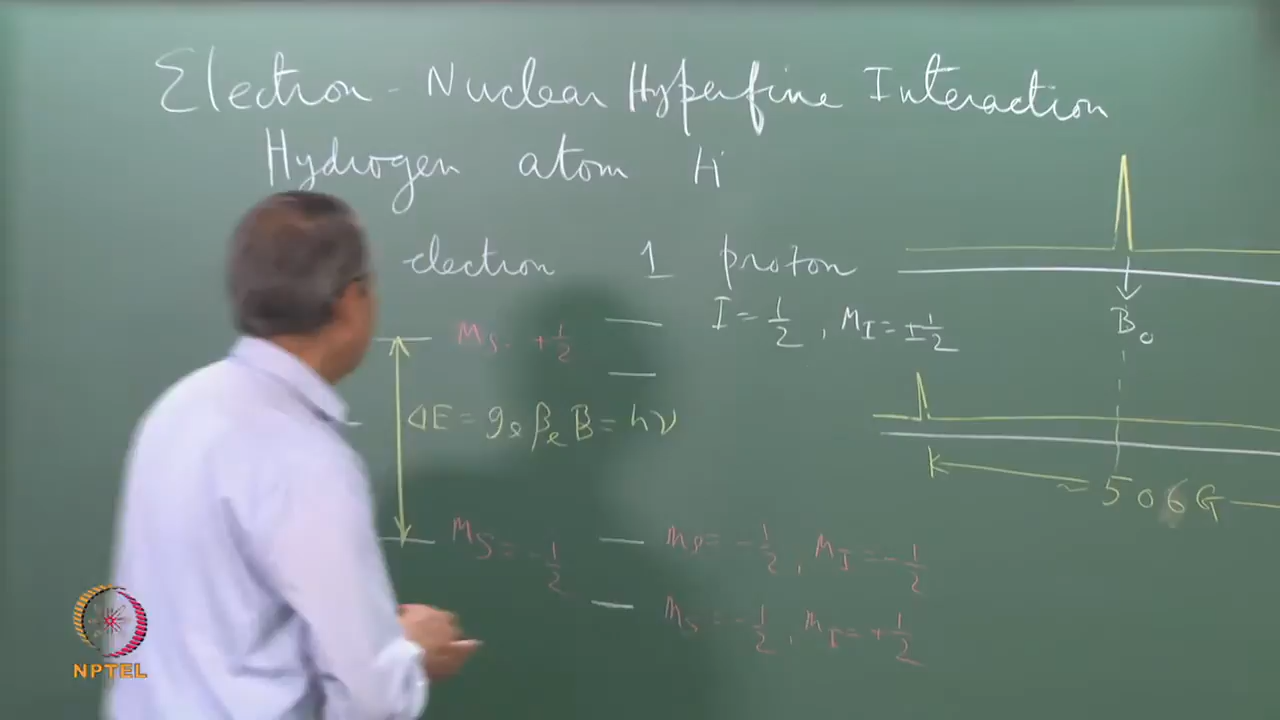 Electron - Nuclear Hyperfine Interaction
Hydrogen atom H
electron 1 proton
I = 1/2 , M_I = ±1/2
M_S = +1/2
ΔE = g_e β_e B = hν
M_S = -1/2
M_S = -1/2 , M_I = -1/2
M_S = -1/2 , M_I = +1/2
B_0
≈ 506 G
NPTEL